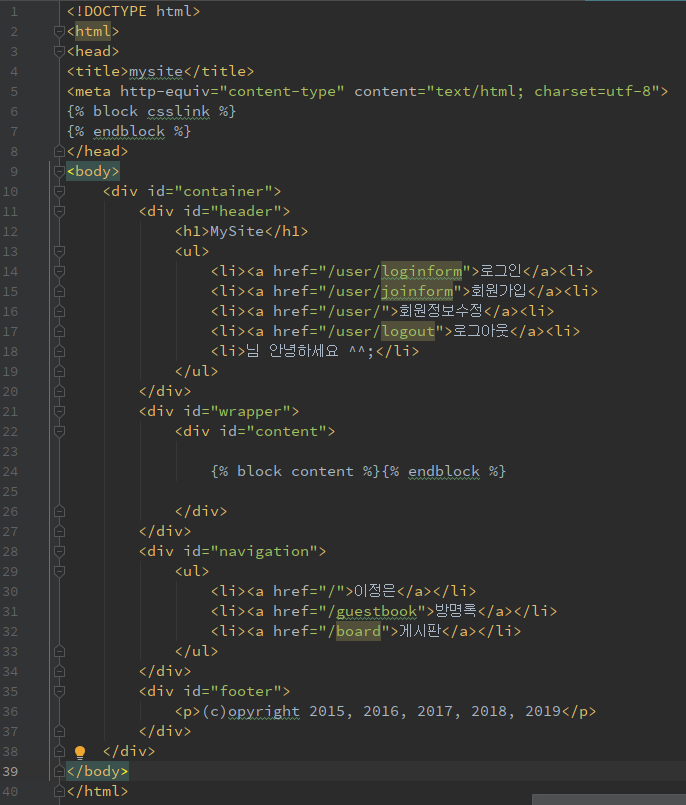 1 <!DOCTYPE html>
2 <html>
3 <head>
4 <title>mysite</title>
5 <meta http-equiv="content-type" content="text/html; charset=utf-8">
6 {% block csslink %}
7 {% endblock %}
8 </head>
9 <body>
10 <div id="container">
11 <div id="header">
12 <h1>MySite</h1>
13 <ul>
14 <li><a href="/user/loginform">로그인</a><li>
15 <li><a href="/user/joinform">회원가입</a><li>
16 <li><a href="/user/">회원정보수정</a><li>
17 <li><a href="/user/logout">로그아웃</a><li>
18 <li>님 안녕하세요 ^^;</li>
19 </ul>
20 </div>
21 <div id="wrapper">
22 <div id="content">
23
24 {% block content %}{% endblock %}
25
26 </div>
27 </div>
28 <div id="navigation">
29 <ul>
30 <li><a href="/">이정은</a></li>
31 <li><a href="/guestbook">방명록</a></li>
32 <li><a href="/board">게시판</a></li>
33 </ul>
34 </div>
35 <div id="footer">
36 <p>(c)opyright 2015, 2016, 2017, 2018, 2019</p>
37 </div>
38 </div>
39 </body>
40 </html>